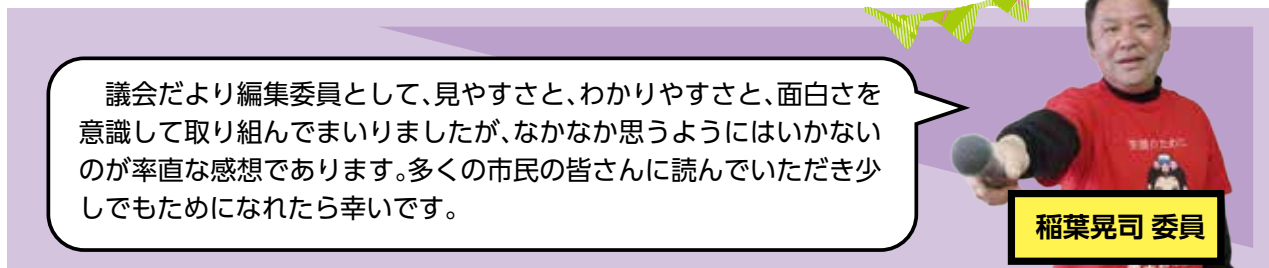 議会だより編集委員として、見やすさと、わかりやすさと、面白さを
意識して取り組んでまいりましたが、なかなか思うようにはいかない
のが率直な感想であります。多くの市民の皆さんに読んでいただき少
しでもためになれたら幸いです。
稲葉晃司 委員